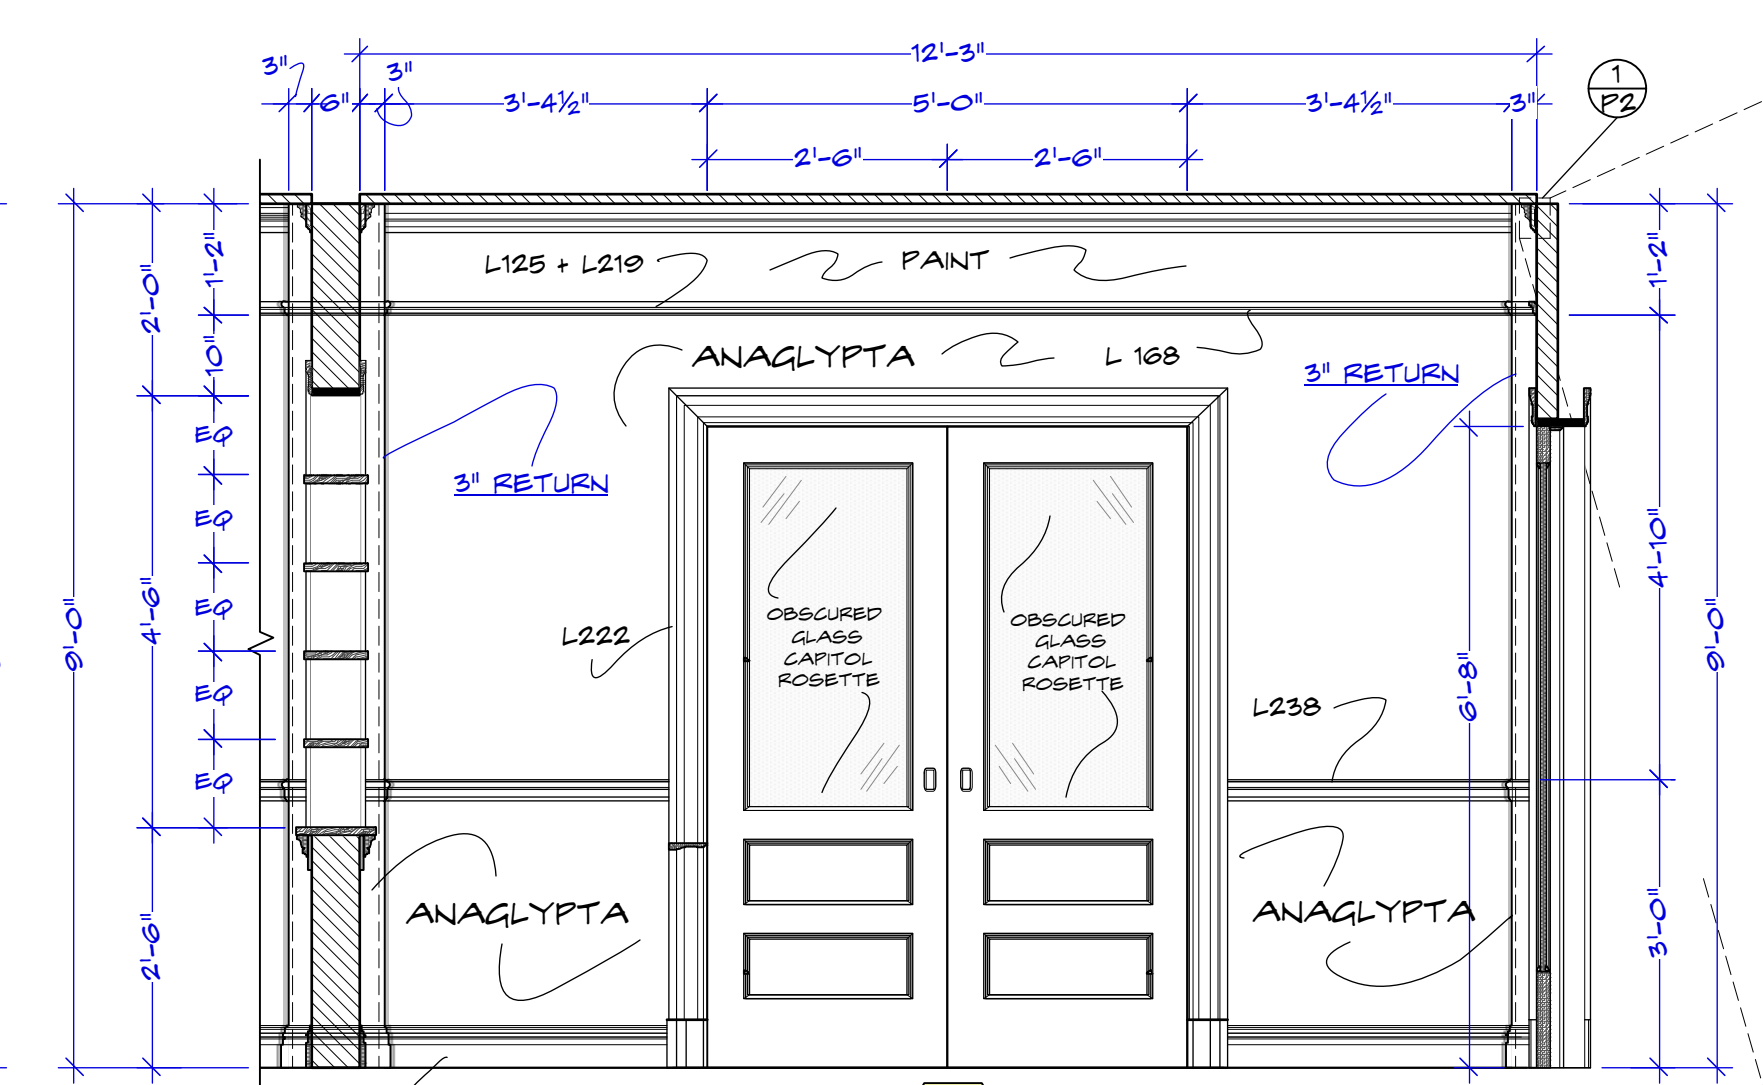 12'-3"
3"
3"
6"
3'-4½"
5'-0"
3'-4½"
3"
1
P2
2'-6"
2'-6"
L125 + L219
PAINT
1'-2"
2'-0"
1'-2"
10"
ANAGLYPTA
L 168
3" RETURN
3" RETURN
EQ
EQ
EQ
EQ
EQ
9'-0"
4'-6"
4'-10"
9'-0"
6'-8"
OBSCURED
GLASS
CAPITOL
ROSETTE
OBSCURED
GLASS
CAPITOL
ROSETTE
L222
L238
ANAGLYPTA
ANAGLYPTA
2'-6"
3'-0"